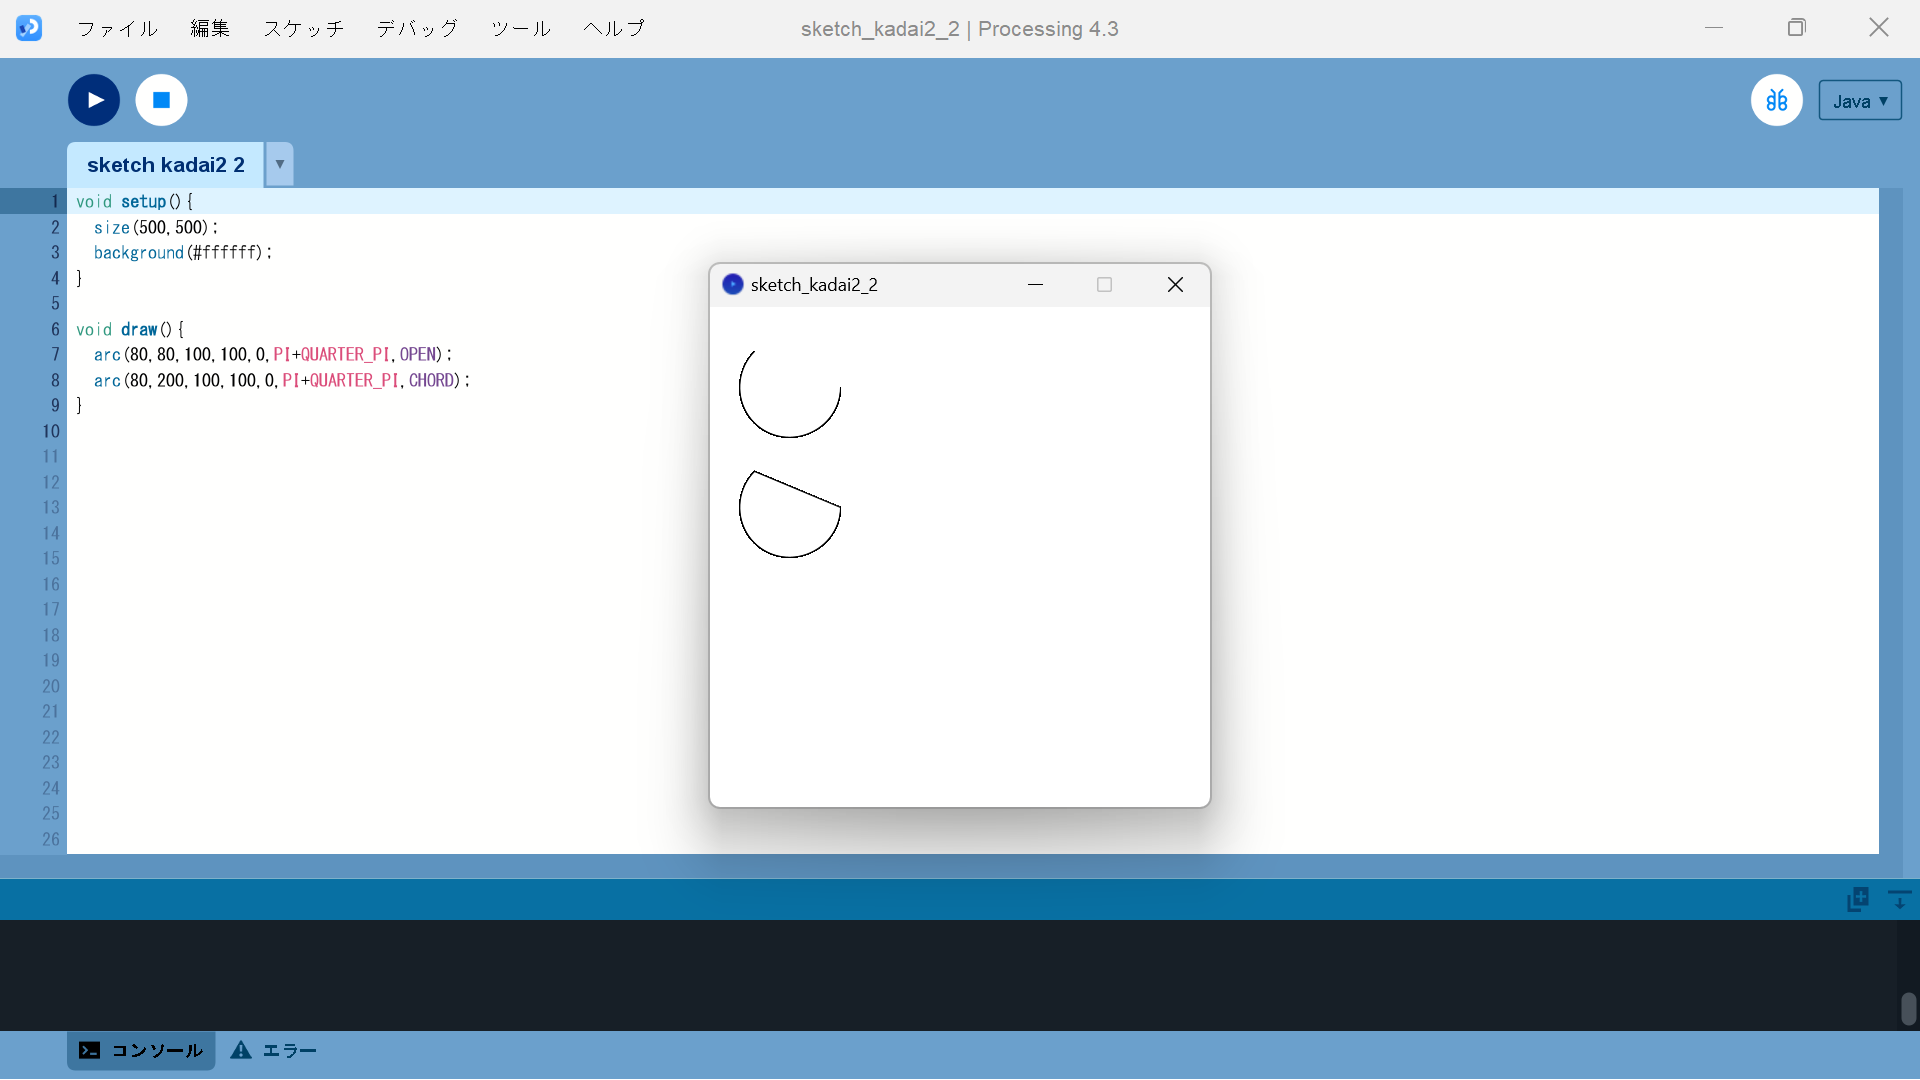 ファイル 編集 スケッチ デバッグ ツール ヘルプ sketch_kadai2_2 | Processing 4.3
Java ▼
sketch kadai2 2 ▼
1 void setup(){
2 size(500,500);
3 background(#ffffff);
4 }
5
6 void draw(){
7 arc(80,80,100,100,0,PI+QUARTER_PI,OPEN);
8 arc(80,200,100,100,0,PI+QUARTER_PI,CHORD);
9 }
10
11
12
13
14
15
16
17
18
19
20
21
22
23
24
25
26
sketch_kadai2_2
コンソール エラー